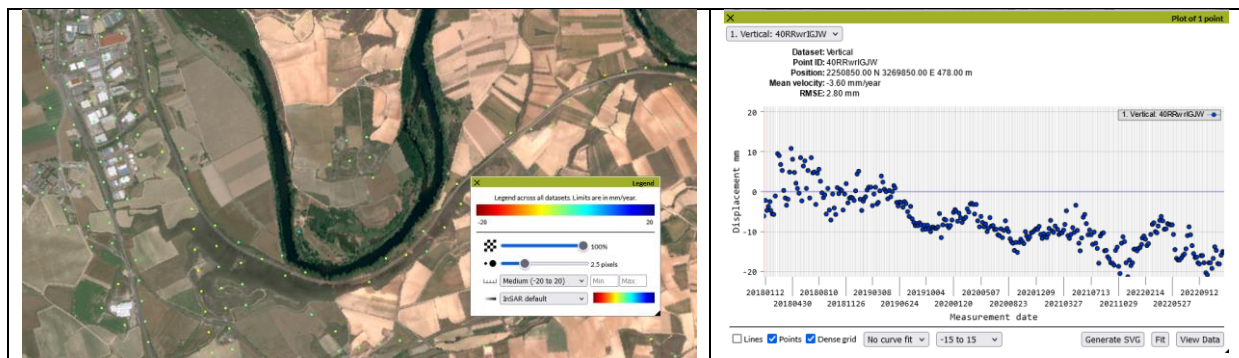 Legend
Legend across all datasets. Limits are in mm/year.
-20 20
100%
2.5 pixels
Medium (-20 to 20) Min Max
InSAR default
Plot of 1 point
1. Vertical: 40RRwrIGJW
Dataset: Vertical
Point ID: 40RRwrIGJW
Position: 2250850.00 N 3269850.00 E 478.00 m
Mean velocity: -3.60 mm/year
RMSE: 2.80 mm
1. Vertical: 40RRwrIGJW
Displacement mm
20
10
0
-10
-20
20180112 20180810 20190308 20191004 20200507 20201209 20210713 20220214 20220912
20180430 20181126 20190624 20200120 20200823 20210327 20211029 20220527
Measurement date
Lines Points Dense grid No curve fit -15 to 15 Generate SVG Fit View Data